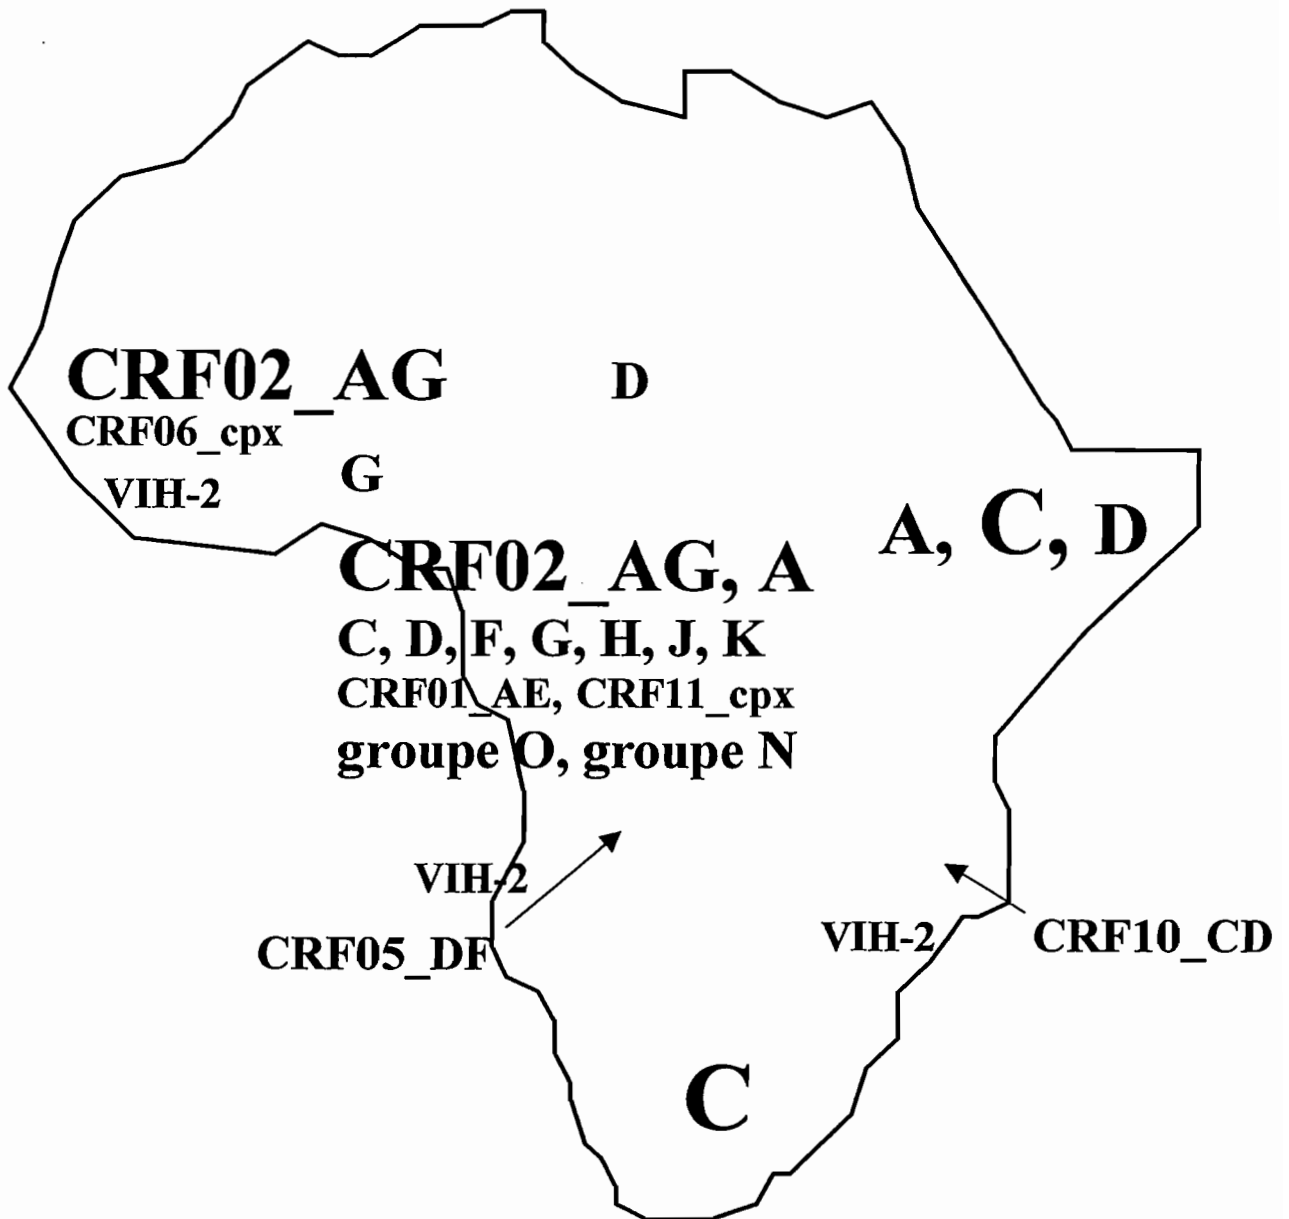 CRF02_AG
D
CRF06_cpx
G
VIH-2
A, C, D
CRF02_AG, A
C, D, F, G, H, J, K
CRF01_AE, CRF11_cpx
groupe O, groupe N
VIH-2
VIH-2
CRF10_CD
CRF05_DF
C